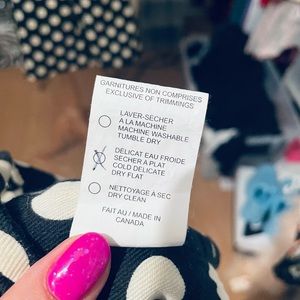 GARNITURES NON COMPRISES
EXCLUSIVE OF TRIMMINGS
LAVER-SECHER
A LA MACHINE
MACHINE WASHABLE
TUMBLE DRY
DELICAT EAU FROIDE
SECHER A PLAT
COLD DELICATE
DRY FLAT
NETTOYAGE A SEC
DRY CLEAN
FAIT AU / MADE IN
CANADA